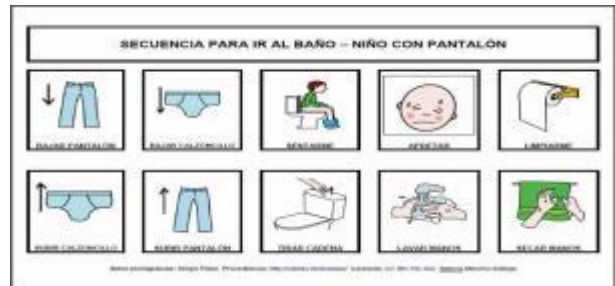 SECUENCIA PARA IR AL BAÑO – NIÑO CON PANTALÓN
BAJAR PANTALÓN
BAJAR CALZONCILLO
SENTARME
APRETAR
LIMPIARME
SUBIR CALZONCILLO
SUBIR PANTALÓN
TIRAR CADENA
LAVAR MANOS
SECAR MANOS